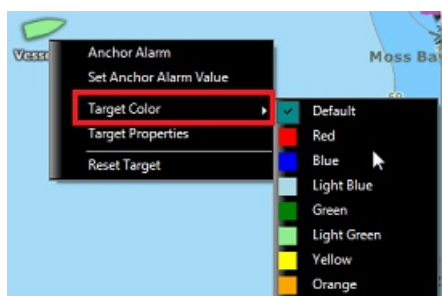 Vesse
Moss Ba
Anchor Alarm
Set Anchor Alarm Value
Target Color
Target Properties
Reset Target
Default
Red
Blue
Light Blue
Green
Light Green
Yellow
Orange